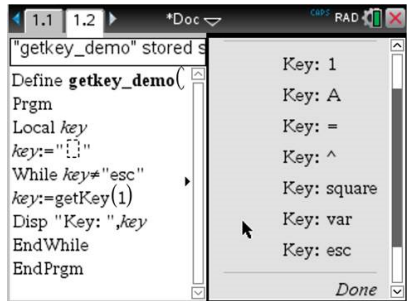 1.1 1.2 *Doc CAPS RAD
"getkey_demo" stored s
Define getkey_demo(
Prgm
Local key
key:=" "
While key≠"esc"
key:=getKey(1)
Disp "Key: ",key
EndWhile
EndPrgm
Key: 1
Key: A
Key: =
Key: ^
Key: square
Key: var
Key: esc
Done